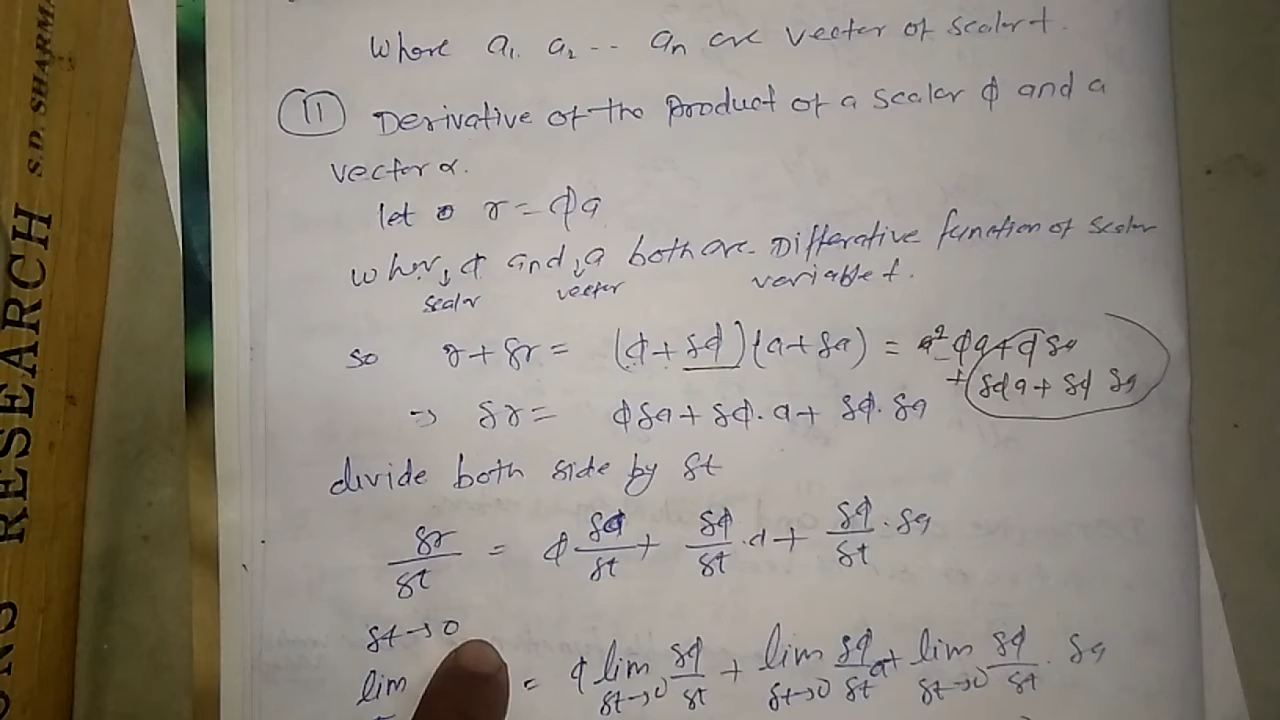 S.D. SHARMA
ONS RESEARCH
Where a₁, a₂ -- aₙ are vector of scalar t.
(11) Derivative of the product of a scalar ϕ and a
vector α.
let r = ϕa
wher, ϕ and, a both are Differative function of scalar
scalar vector variable t.
so r + δr = (ϕ + δϕ)(a + δa) = ϕa + ϕδa
+ (δϕa + δϕ δa
⇒ δr = ϕδa + δϕ.a + δϕ.δa
divide both side by δt
δr/δt = ϕ δa/δt + δϕ/δt .a + δϕ/δt . δa
δt→0
lim = ϕ lim δt→0 δϕ/δt + lim δt→0 δϕ/δt a + lim δt→0 δϕ/δt . δa